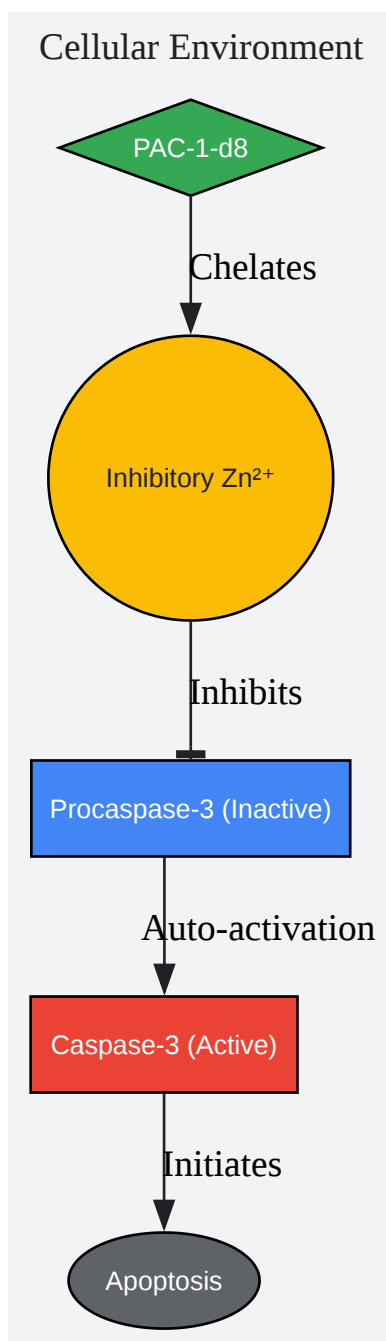 Cellular Environment
PAC-1-d8
Chelates
Inhibitory Zn²⁺
Inhibits
Procaspase-3 (Inactive)
Auto-activation
Caspase-3 (Active)
Initiates
Apoptosis